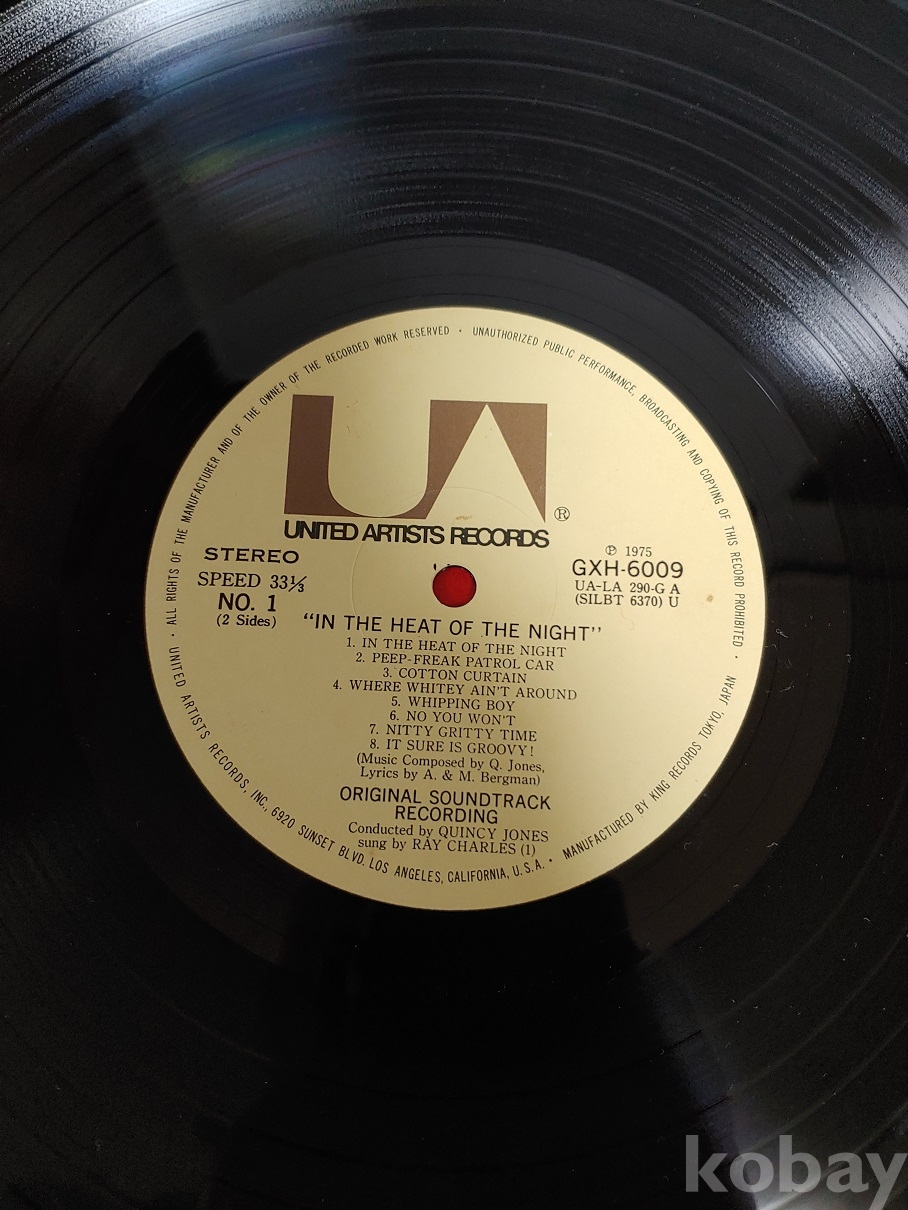 ALL RIGHTS OF THE MANUFACTURER AND OF THE OWNER OF THE RECORDED WORK RESERVED · UNAUTHORIZED PUBLIC PERFORMANCE, BROADCASTING AND COPYING OF THIS RECORD PROHIBITED ·
UA
®
UNITED ARTISTS RECORDS
STEREO
SPEED 33⅓
NO. 1
(2 Sides)
Ⓟ 1975
GXH-6009
UA-LA 290-G A
(SILBT 6370) U
"IN THE HEAT OF THE NIGHT"
1. IN THE HEAT OF THE NIGHT
2. PEEP-FREAK PATROL CAR
3. COTTON CURTAIN
4. WHERE WHITEY AIN'T AROUND
5. WHIPPING BOY
6. NO YOU WON'T
7. NITTY GRITTY TIME
8. IT SURE IS GROOVY!
(Music Composed by Q. Jones,
Lyrics by A. & M. Bergman)
ORIGINAL SOUNDTRACK
RECORDING
Conducted by QUINCY JONES
sung by RAY CHARLES (1)
UNITED ARTISTS RECORDS, INC., 6920 SUNSET BLVD. LOS ANGELES, CALIFORNIA, U.S.A. · MANUFACTURED BY KING RECORDS TOKYO, JAPAN ·
kobay